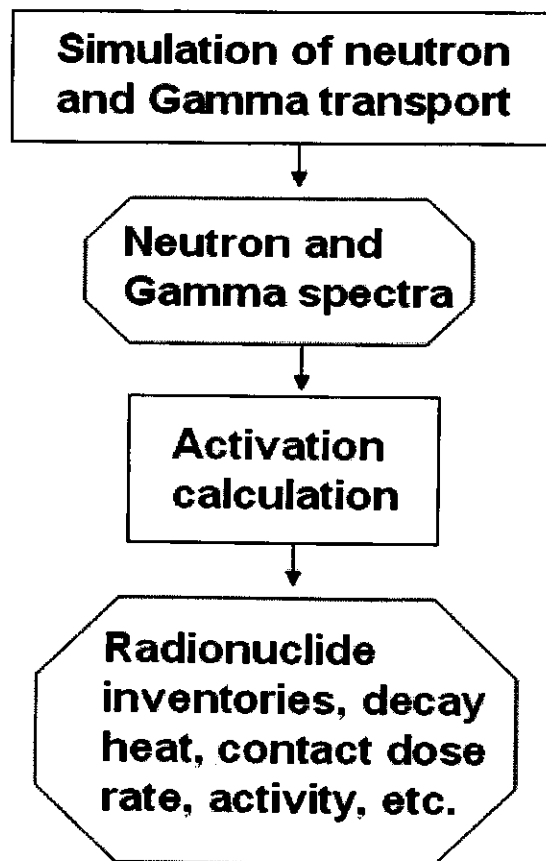 Simulation of neutron
and Gamma transport
Neutron and
Gamma spectra
Activation
calculation
Radionuclide
inventories, decay
heat, contact dose
rate, activity, etc.